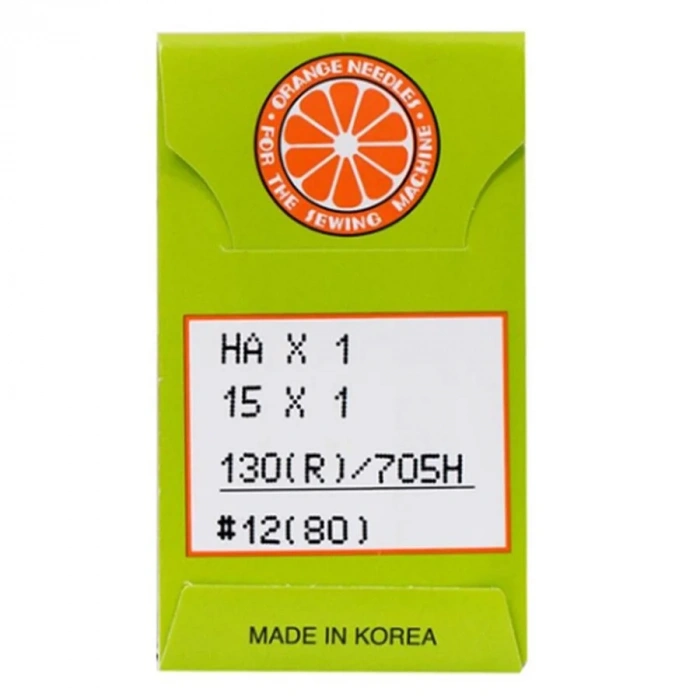 ORANGE NEEDLES
FOR THE SEWING MACHINE
HA X 1
15 X 1
130(R)/705H
#12(80)
MADE IN KOREA